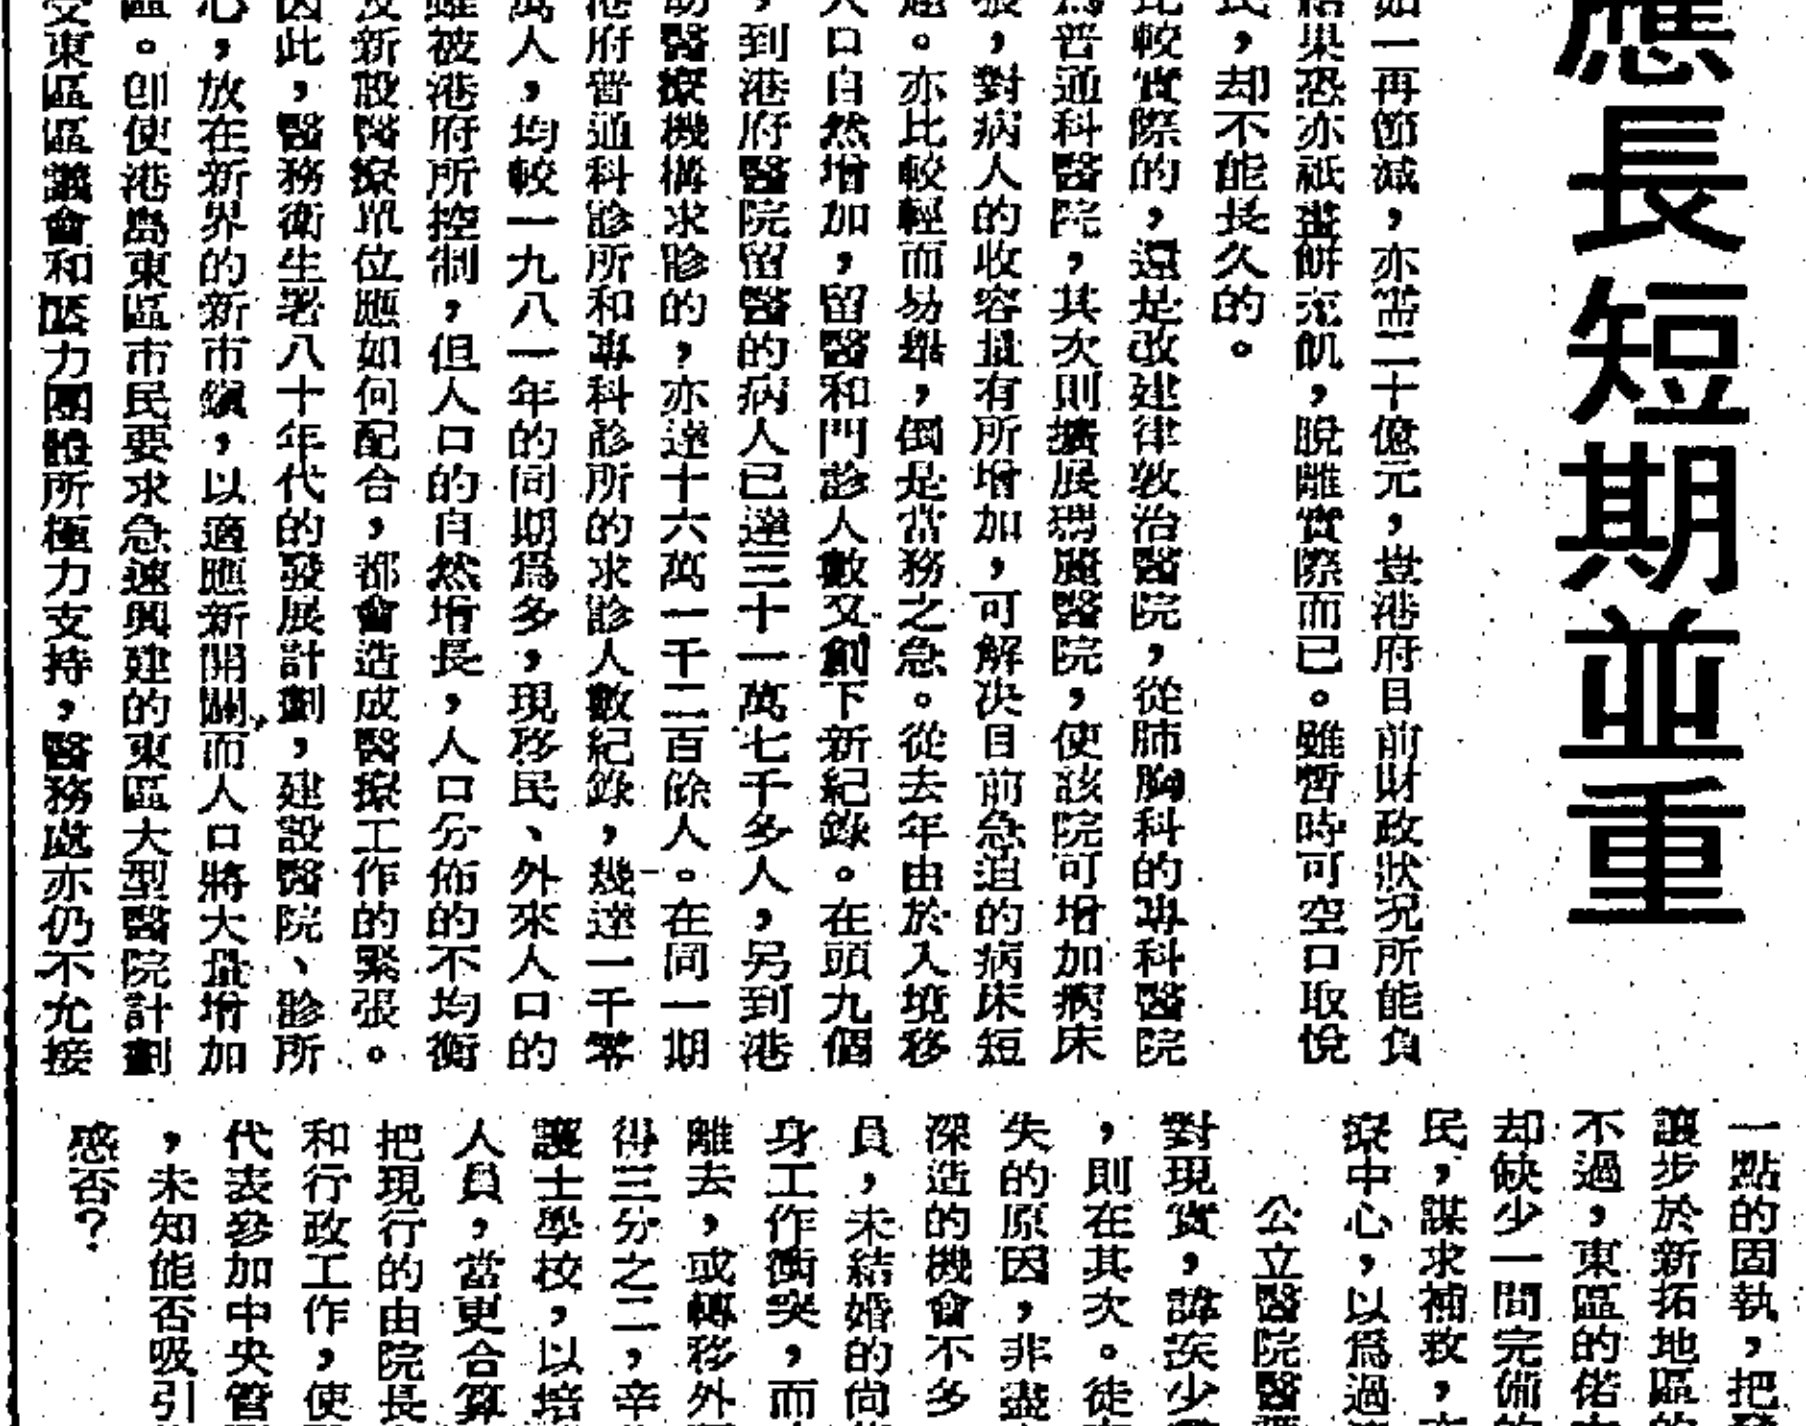 應長短期並重
如一再節減，亦需二十億元，豈港府目前財政狀況所能負
結果恐亦祇畫餅充飢，脫離實際而已。雖暫時可空口取悅
民，却不能長久的。
比較實際的，還是改建律敦治醫院，從肺胸科的專科醫院
爲普通科醫院，其次則擴展瑪麗醫院，使該院可增加病床
張，對病人的收容量有所增加，可解决目前急迫的病床短
題。亦比較輕而易舉，倒是當務之急。從去年由於入境移
人口自然增加，留醫和門診人數又創下新紀錄。在頭九個
，到港府醫院留醫的病人已達三十一萬七千多人，另到港
助醫療機構求診的，亦達十六萬一千二百餘人。在同一期
港府普通科診所和專科診所的求診人數紀錄，幾達一千零
萬人，均較一九八一年的同期爲多，現移民、外來人口的
雖被港府所控制，但人口的自然增長，人口分佈的不均衡
及新設醫療單位應如何配合，都會造成醫療工作的緊張。
因此，醫務衛生署八十年代的發展計劃，建設醫院、診所
心，放在新界的新市鎭，以適應新開闢而人口將大量增加
區。卽使港島東區市民要求急速興建的東區大型醫院計劃
受東區區議會和壓力團體所極力支持，醫務處亦仍不允接
一點的固執，把
讓步於新拓地區的
不過，東區的偌
却缺少一間完備的
民，謀求補救，
療中心，以爲過
公立醫院醫
對現實，諱疾少
，則在其次。徒
失的原因，非盡
深造的機會不多
員，未結婚的尚
身工作衝突，而
離去，或轉移外
得三分之二，辛
護士學校，以培
人員，當更合算
把現行的由院長
和行政工作，使
代表參加中央管
，未知能否吸引
感否？